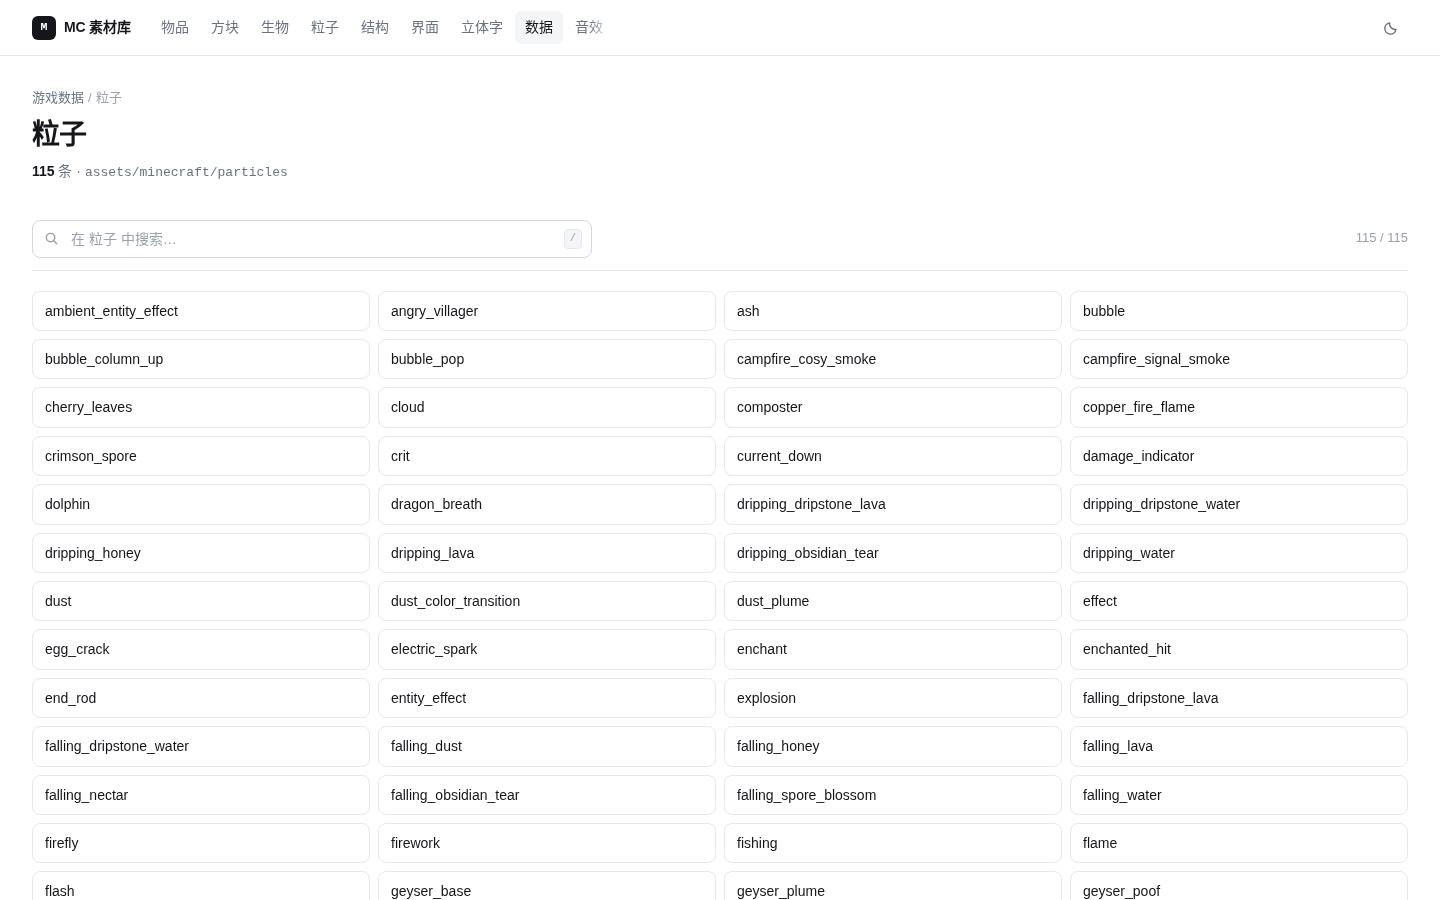 M MC 素材库 物品 方块 生物 粒子 结构 界面 立体字 数据 音效
游戏数据 / 粒子
粒子
115 条 · assets/minecraft/particles
在 粒子 中搜索… / 115 / 115
ambient_entity_effect angry_villager ash bubble
bubble_column_up bubble_pop campfire_cosy_smoke campfire_signal_smoke
cherry_leaves cloud composter copper_fire_flame
crimson_spore crit current_down damage_indicator
dolphin dragon_breath dripping_dripstone_lava dripping_dripstone_water
dripping_honey dripping_lava dripping_obsidian_tear dripping_water
dust dust_color_transition dust_plume effect
egg_crack electric_spark enchant enchanted_hit
end_rod entity_effect explosion falling_dripstone_lava
falling_dripstone_water falling_dust falling_honey falling_lava
falling_nectar falling_obsidian_tear falling_spore_blossom falling_water
firefly firework fishing flame
flash geyser_base geyser_plume geyser_poof